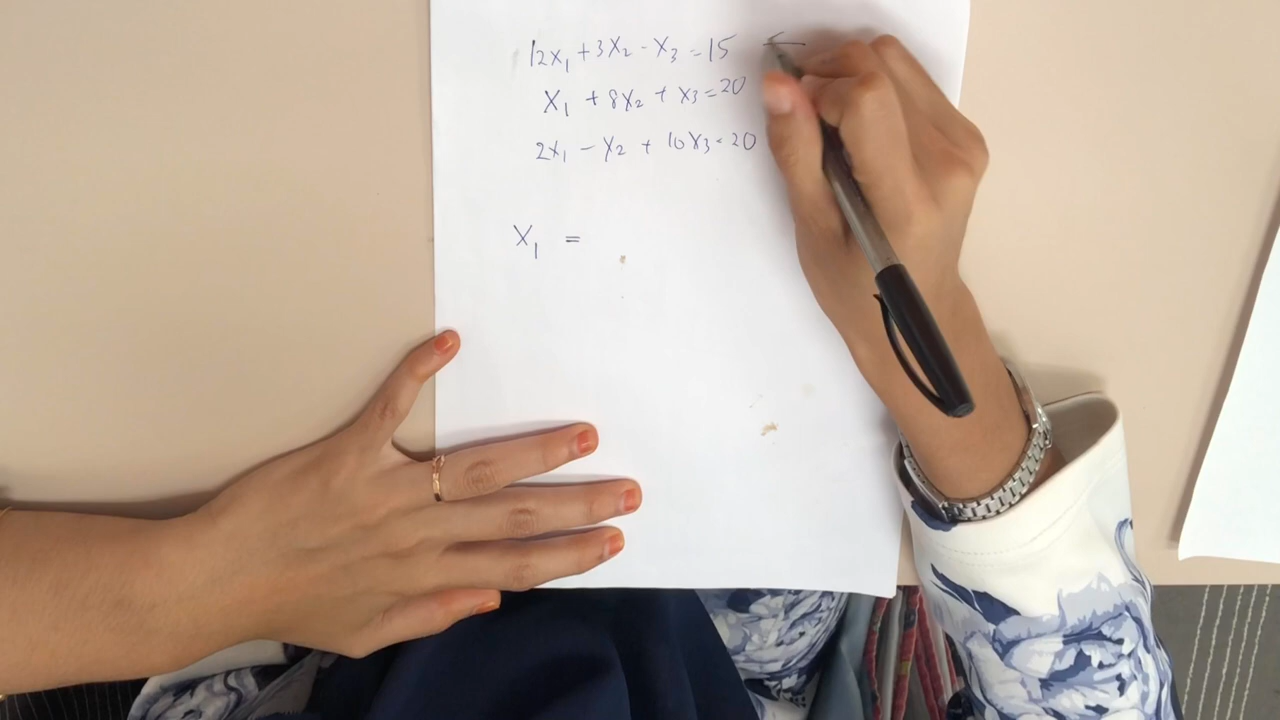 12x₁ + 3x₂ - x₃ = 15 ←
x₁ + 8x₂ + x₃ = 20
2x₁ - x₂ + 10x₃ = 20
x₁ =